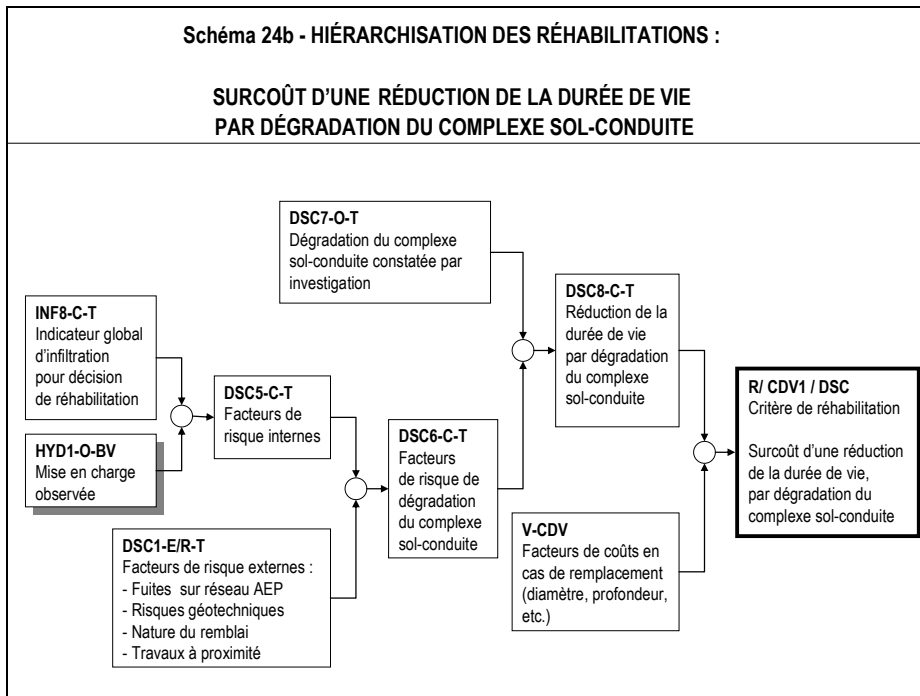 Schéma 24b - HIÉRARCHISATION DES RÉHABILITATIONS :
SURCOÛT D’UNE RÉDUCTION DE LA DURÉE DE VIE
PAR DÉGRADATION DU COMPLEXE SOL-CONDUITE
DSC7-O-T
Dégradation du complexe
sol-conduite constatée par
investigation
DSC8-C-T
Réduction de la
durée de vie
par dégradation
du complexe
sol-conduite
INF8-C-T
Indicateur global
d’infiltration
pour décision
de réhabilitation
HYD1-O-BV
Mise en charge
observée
DSC5-C-T
Facteurs de
risque internes
DSC6-C-T
Facteurs
de risque de
dégradation
du complexe
sol-conduite
R/ CDV1 / DSC
Critère de réhabilitation
Surcoût d’une réduction
de la durée de vie,
par dégradation du
complexe sol-conduite
DSC1-E/R-T
Facteurs de risque externes :
- Fuites sur réseau AEP
- Risques géotechniques
- Nature du remblai
- Travaux à proximité
V-CDV
Facteurs de coûts en
cas de remplacement
(diamètre, profondeur,
etc.)